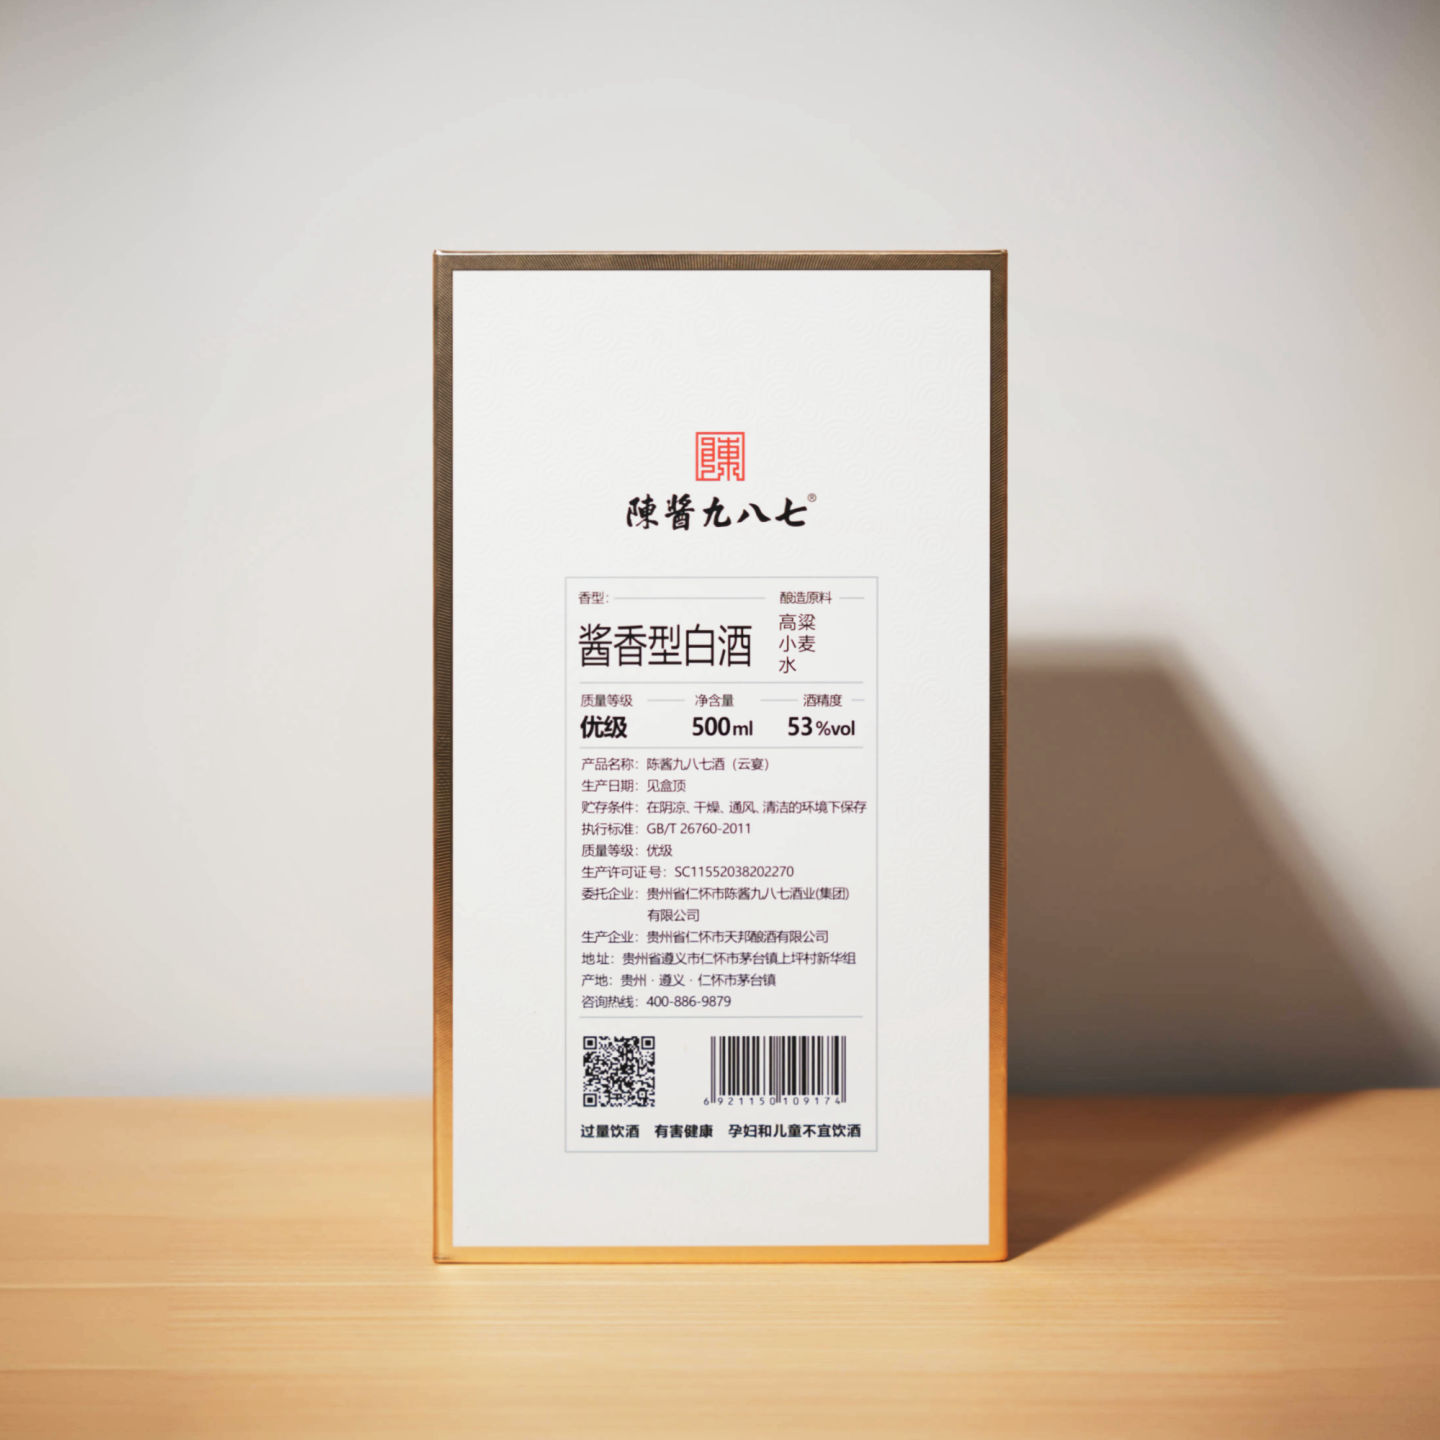 陳
陳酱九八七®
香型:
酱香型白酒
酿造原料
高粱
小麦
水
质量等级 净含量 酒精度
优级 500ml 53%vol
产品名称：陈酱九八七酒（云宴）
生产日期：见盒顶
贮存条件：在阴凉、干燥、通风、清洁的环境下保存
执行标准：GB/T 26760-2011
质量等级：优级
生产许可证号：SC11552038202270
委托企业：贵州省仁怀市陈酱九八七酒业(集团)
有限公司
生产企业：贵州省仁怀市天邦酿酒有限公司
地址：贵州省遵义市仁怀市茅台镇上坪村新华组
产地：贵州 · 遵义 · 仁怀市茅台镇
咨询热线：400-886-9879
6 921150 109174
过量饮酒 有害健康 孕妇和儿童不宜饮酒